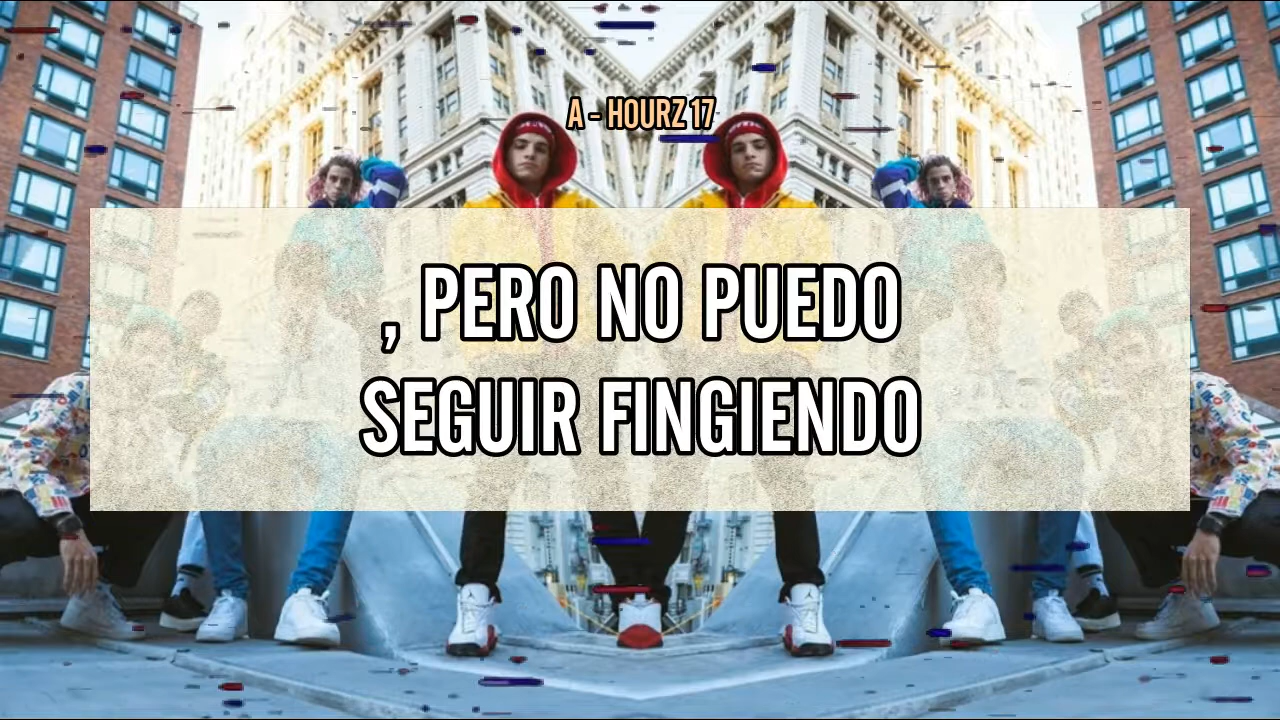 A - HOURZ 17
, PERO NO PUEDO
SEGUIR FINGIENDO